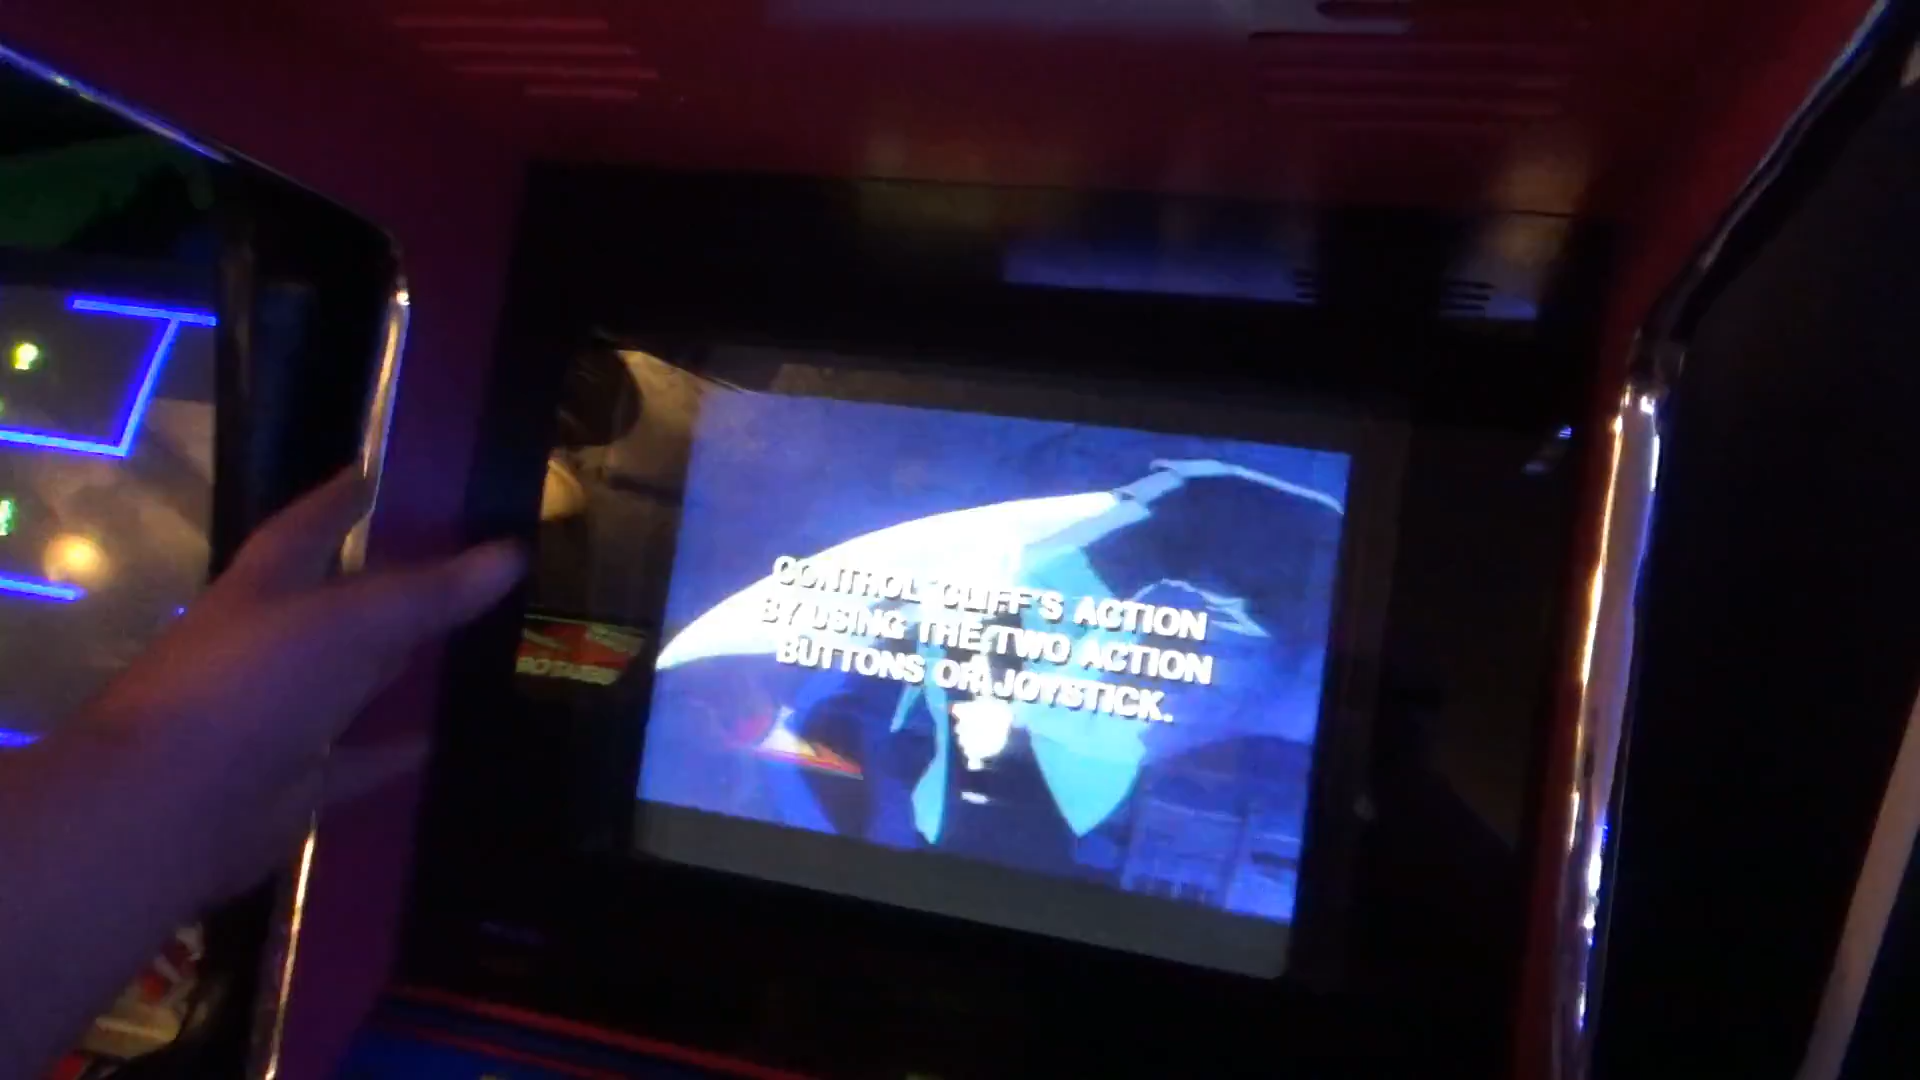 CONTROL CLIFF'S ACTION
BY USING THE TWO ACTION
BUTTONS OR JOYSTICK.